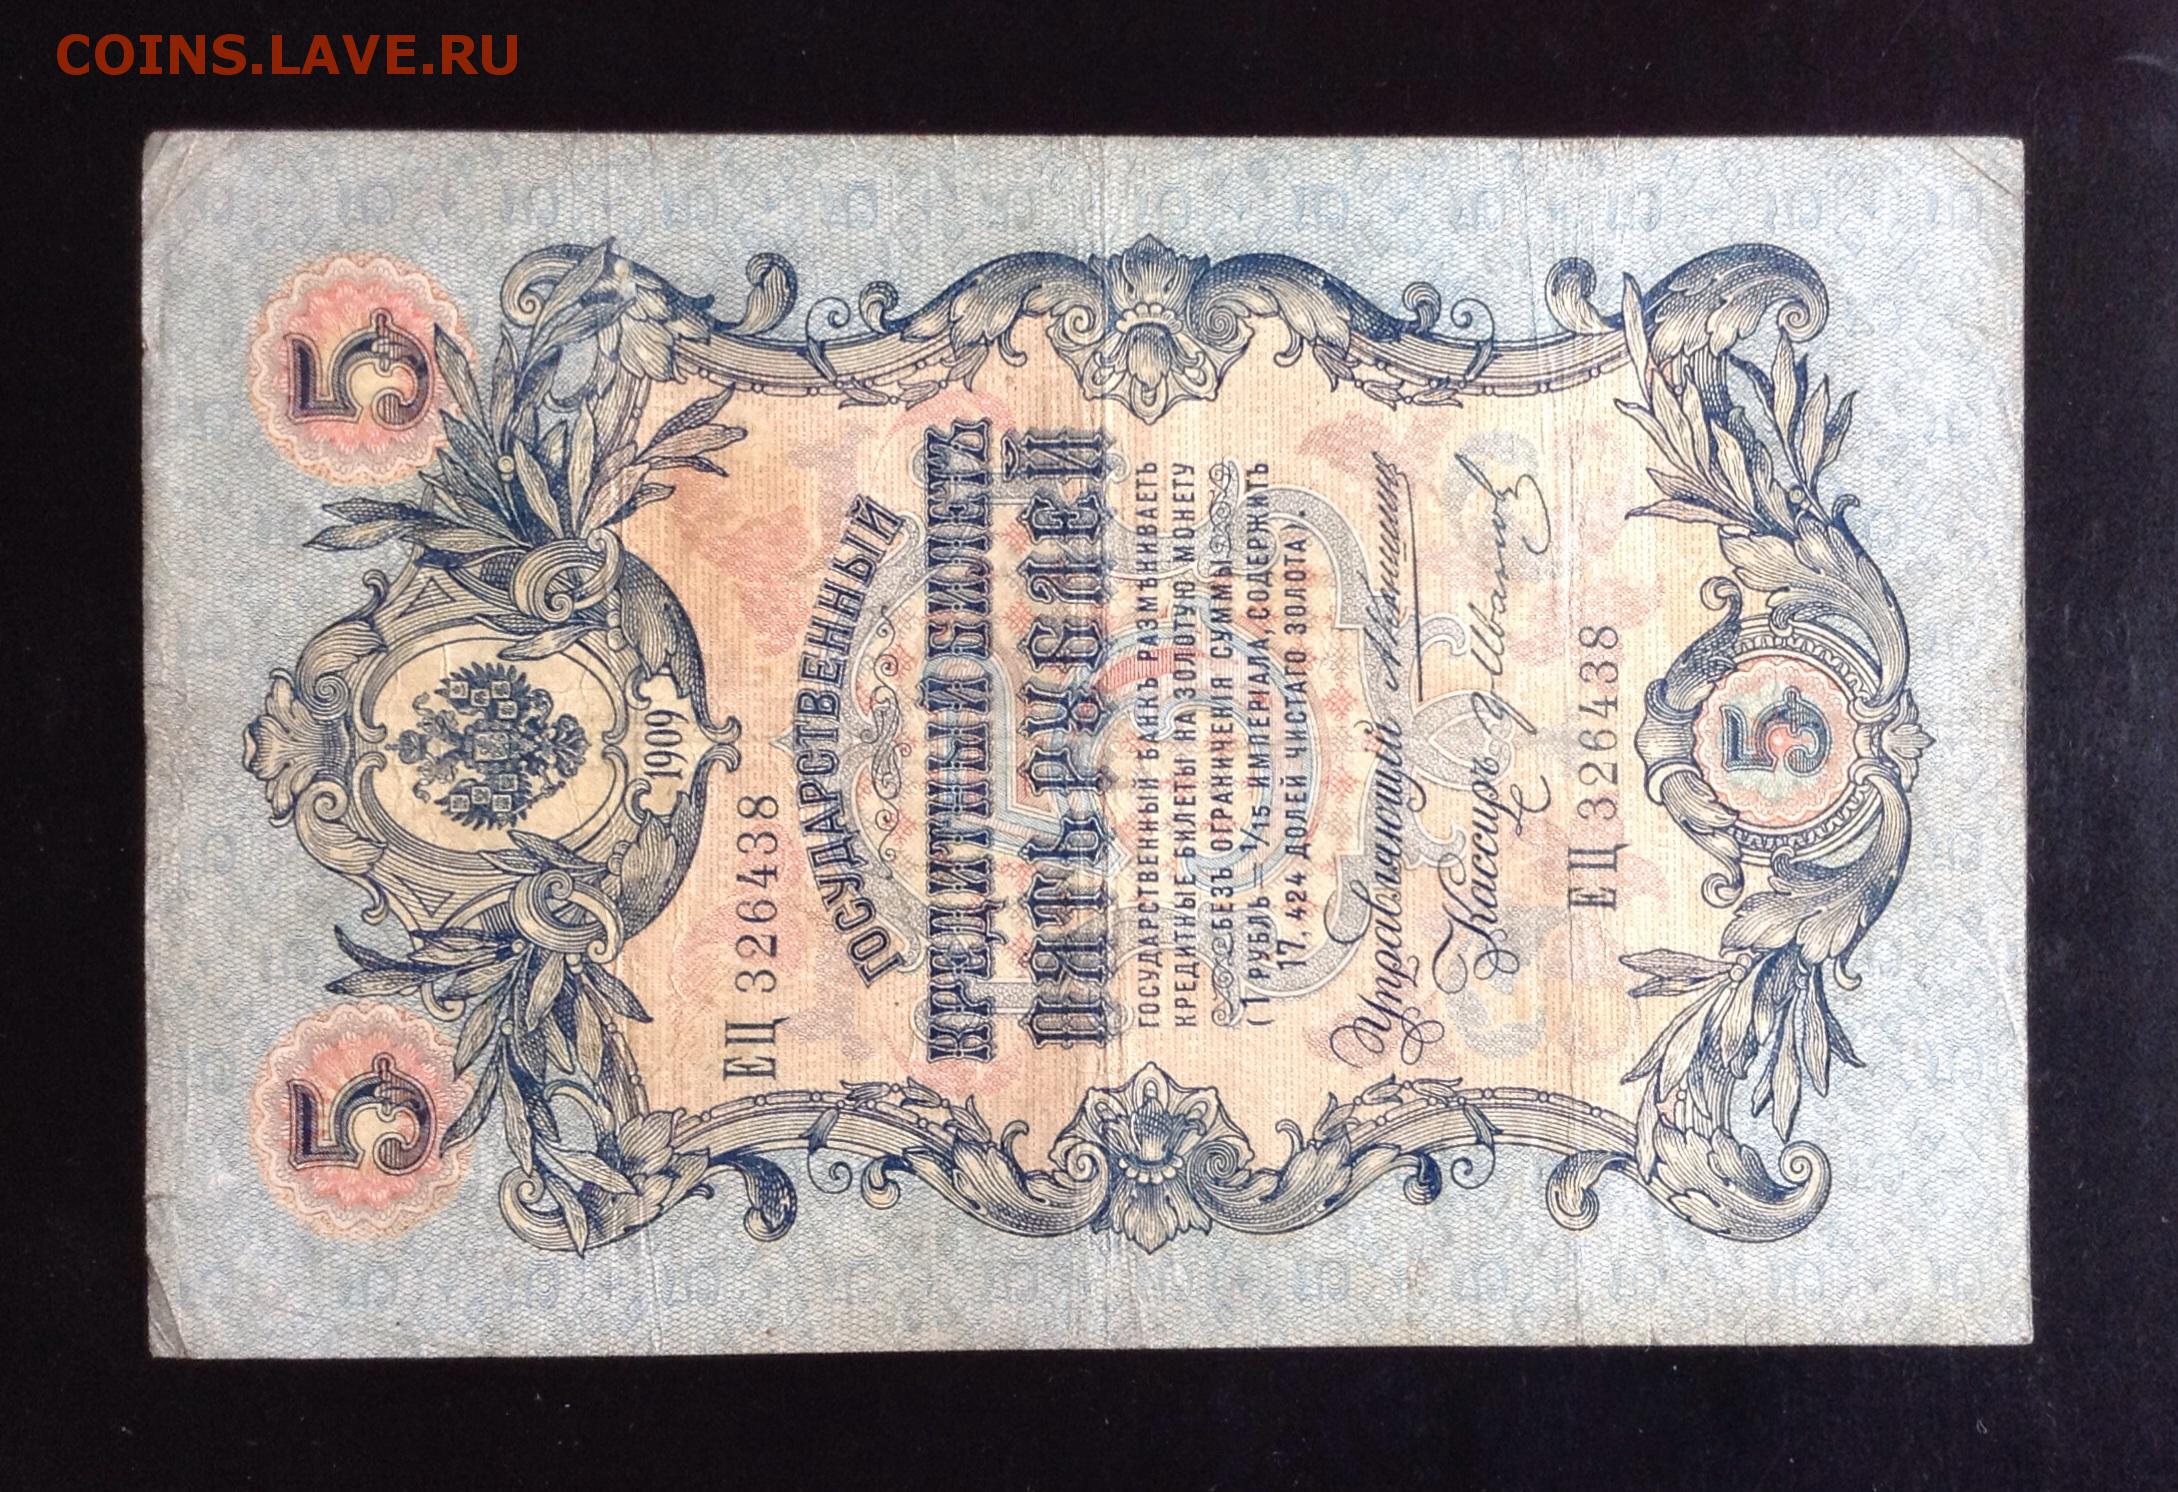 COINS.LAVE.RU
5 5
1909
ЕЦ 326438
ГОСУДАРСТВЕННЫЙ
КРЕДИТНЫЙ БИЛЕТЪ
ПЯТЬ РУБЛЕЙ
ГОСУДАРСТВЕННЫЙ БАНКЪ РАЗМѢНИВАЕТЪ
КРЕДИТНЫЕ БИЛЕТЫ НА ЗОЛОТУЮ МОНЕТУ
БЕЗЪ ОГРАНИЧЕНІЯ СУММЫ
(1 РУБЛЬ = 1/15 ИМПЕРІАЛА, СОДЕРЖИТЪ
17,424 ДОЛЕЙ ЧИСТАГО ЗОЛОТА).
Управляющій
Кассиръ
ЕЦ 326438
5